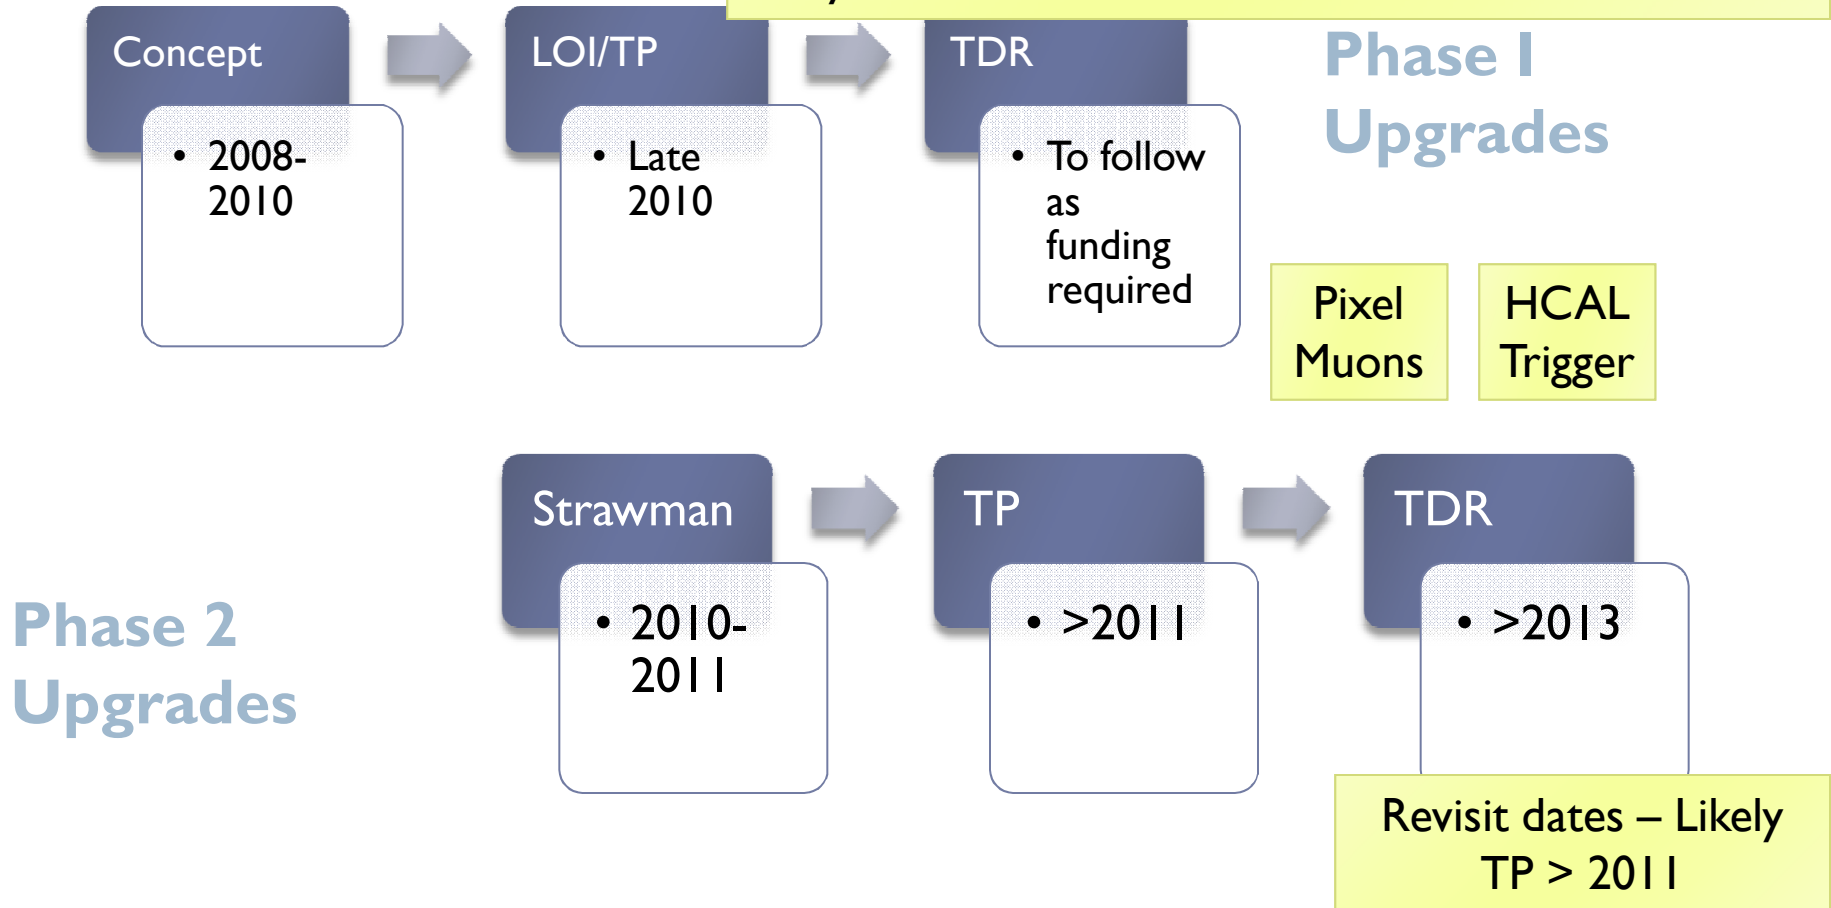 Concept
• 2008-
2010
LOI/TP
• Late
2010
TDR
• To follow
as
funding
required
Phase I
Upgrades
Pixel
Muons
HCAL
Trigger
Phase 2
Upgrades
Strawman
• 2010-
2011
TP
• >2011
TDR
• >2013
Revisit dates – Likely
TP > 2011